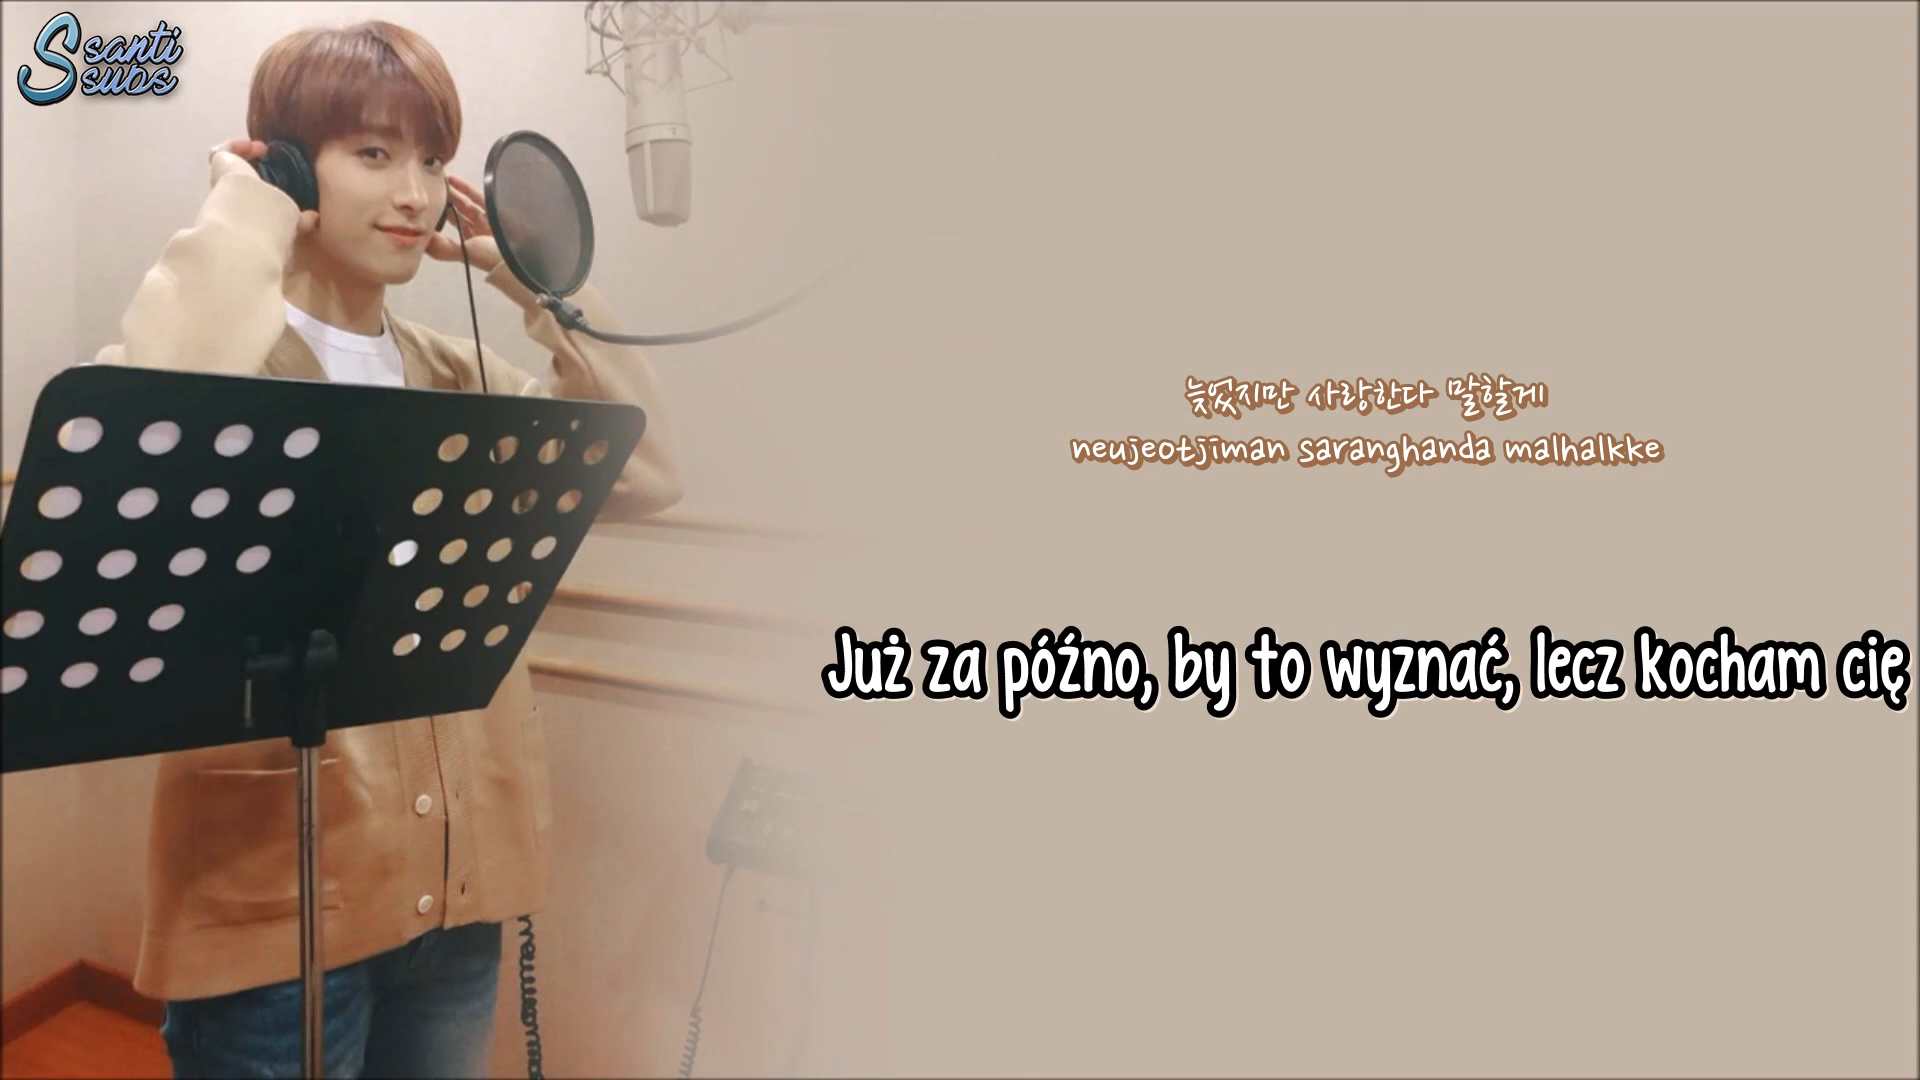 Ssanti
subs
늦었지만 사랑한다 말할게
neujeotjiman saranghanda malhalkke
Już za późno, by to wyznać, lecz kocham cię